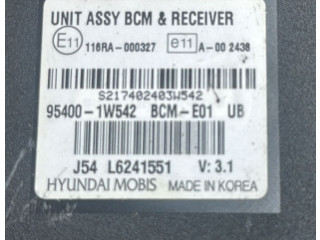 UNIT ASSY BCM & RECEIVER
E11 116RA-000327 e11 A-00 2438
S217402403W542
95400-1W542 BCM-E01 UB
J54 L6241551 V: 3.1
HYUNDAI MOBIS MADE IN KOREA